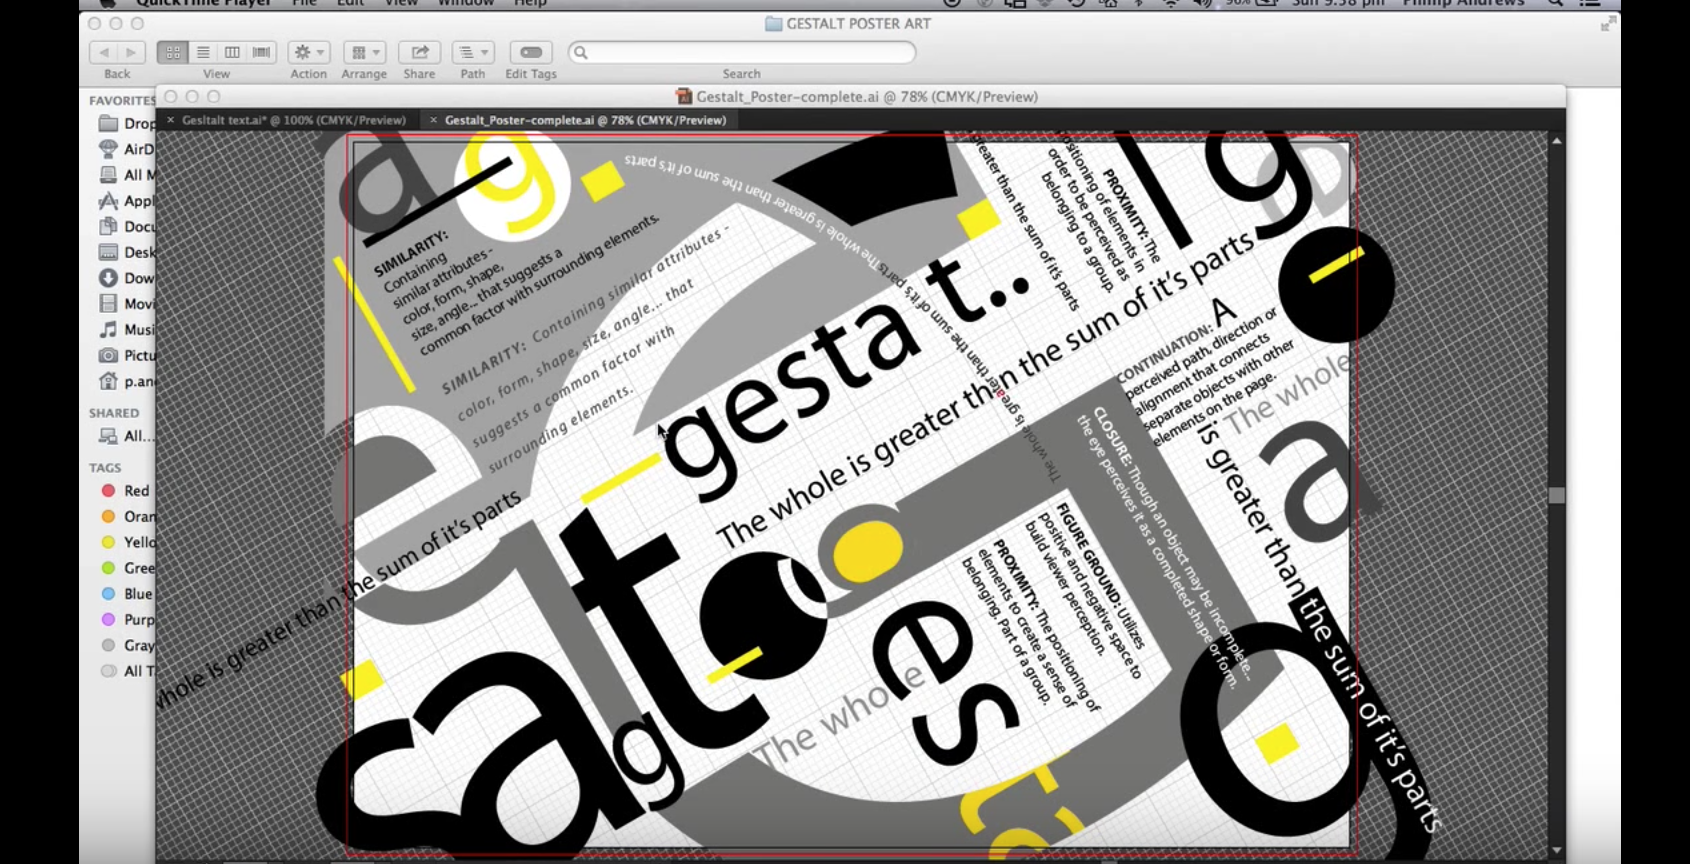 QuickTime Player File Edit View Window Help 96% Sun 9:58 pm Phillip Andrews
GESTALT POSTER ART
Back View Action Arrange Share Path Edit Tags Search
FAVORITES
Drop
AirD
All M
Appl
Docu
Desk
Dow
Movi
Musi
Pictu
p.an
SHARED
All...
TAGS
Red
Oran
Yello
Gree
Blue
Purp
Gray
All T
Gestalt_Poster-complete.ai @ 78% (CMYK/Preview)
× Gesltalt text.ai* @ 100% (CMYK/Preview) × Gestalt_Poster-complete.ai @ 78% (CMYK/Preview)
a
g
SIMILARITY:
Containing
similar attributes -
color, form, shape,
size, angle... that suggests a
common factor with surrounding elements.
SIMILARITY: Containing similar attributes -
color, form, shape, size, angle... that
suggests a common factor with
surrounding elements.
The whole is greater than the sum of it's parts
The whole is greater than the sum of it's parts
greater than the sum of it's parts
PROXIMITY: The
positioning of elements in
order to be perceived as
belonging to a group.
l g
e
gesta t..
The whole is greater than the sum of it's parts
CONTINUATION: A
perceived path, direction or
alignment that connects
separate objects with other
elements on the page.
The whole
is greater than the sum of it's parts
a
CLOSURE: Though an object may be incomplete...
the eye perceives it as a completed shape or form.
FIGURE GROUND: Utilizes
positive and negative space to
build viewer perception.
PROXIMITY: The positioning of
elements to create a sense of
belonging. Part of a group.
e
whole is greater than the sum of it's parts
t
a
s
g
The whole
es
ta
g